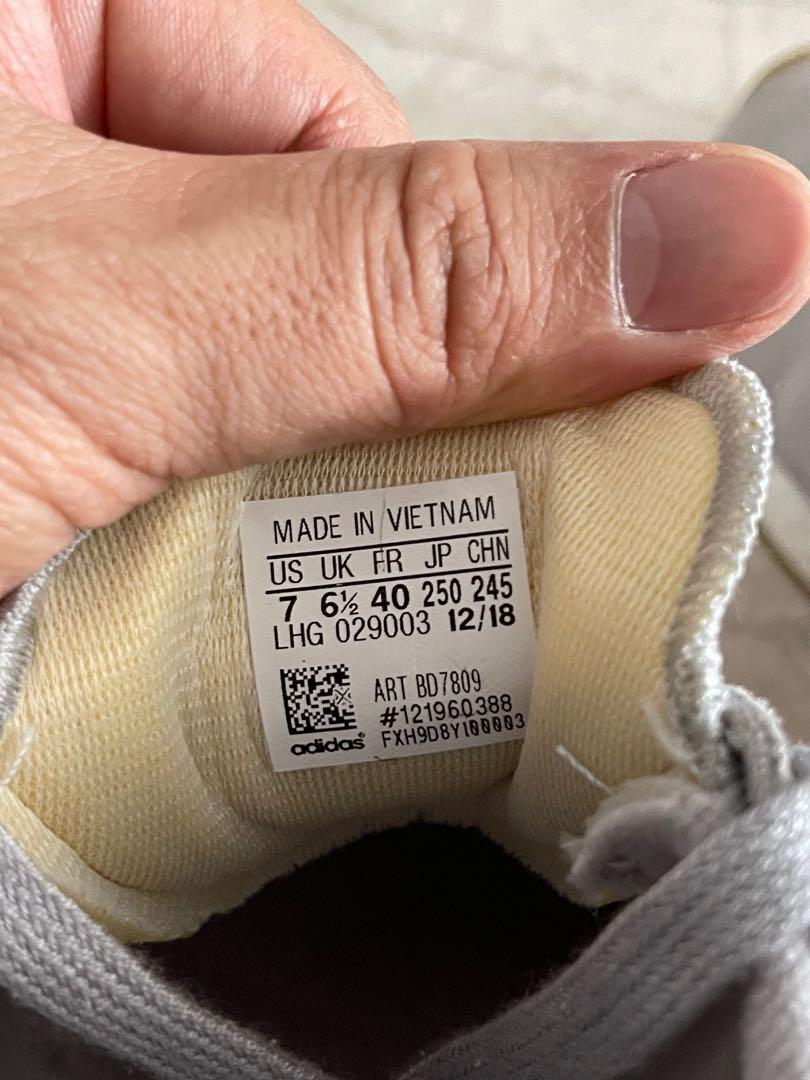 MADE IN VIETNAM
US UK FR JP CHN
7 6½ 40 250 245
LHG 029003 12/18
ART BD7809
#121960388
adidas® FXH9D8Y100003